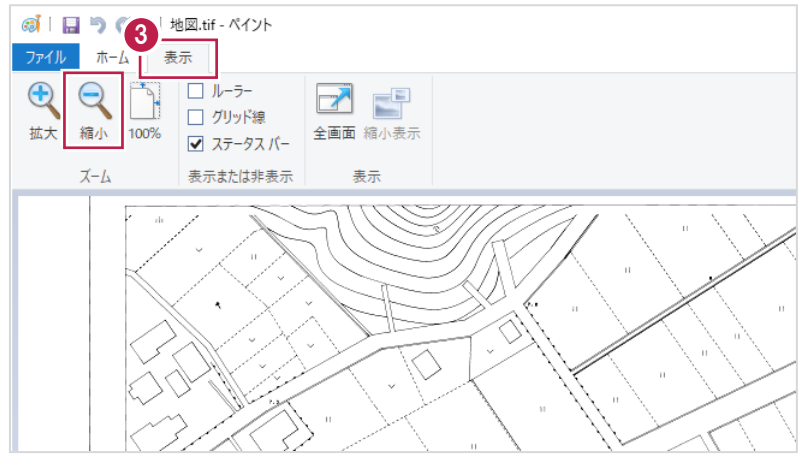 地図.tif - ペイント
3
ファイル ホーム 表示
拡大 縮小 100%
ルーラー
グリッド線
ステータス バー
全画面 縮小表示
ズーム 表示または非表示 表示